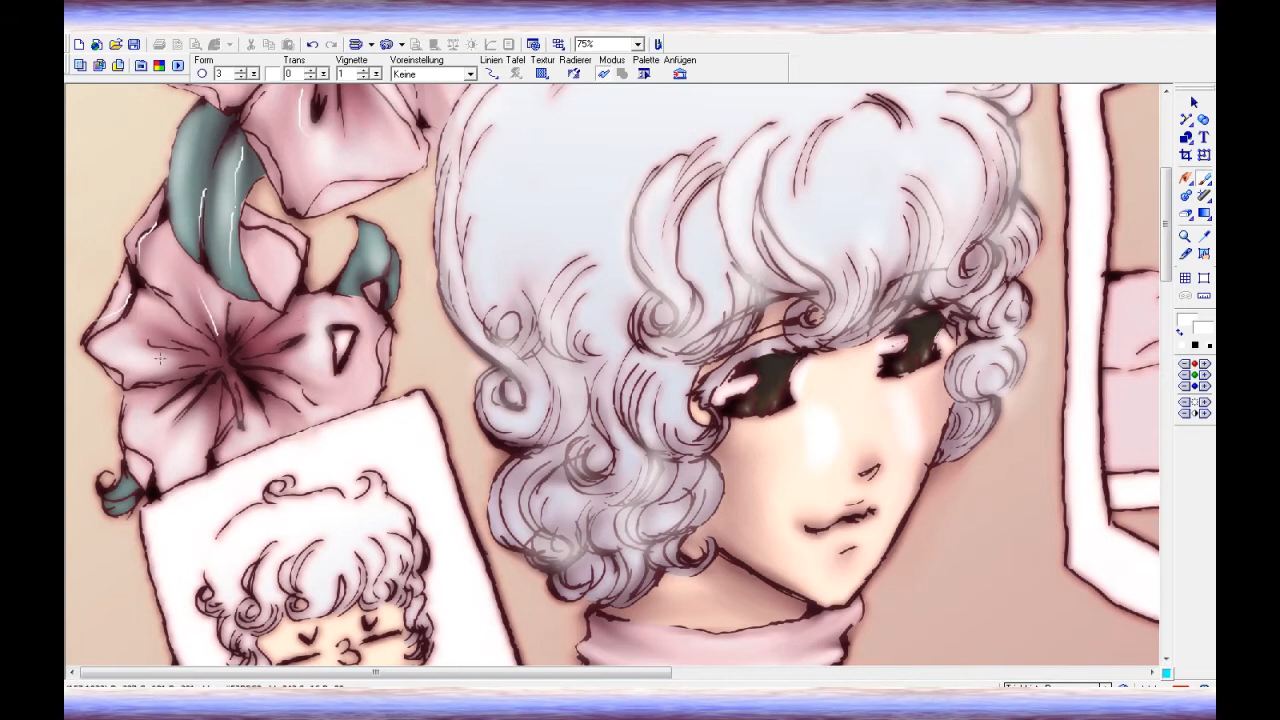 75%
Form Trans Vignette Voreinstellung Linien Tafel Textur Radierer Modus Palette Anfügen
3 0 1 Keine
T